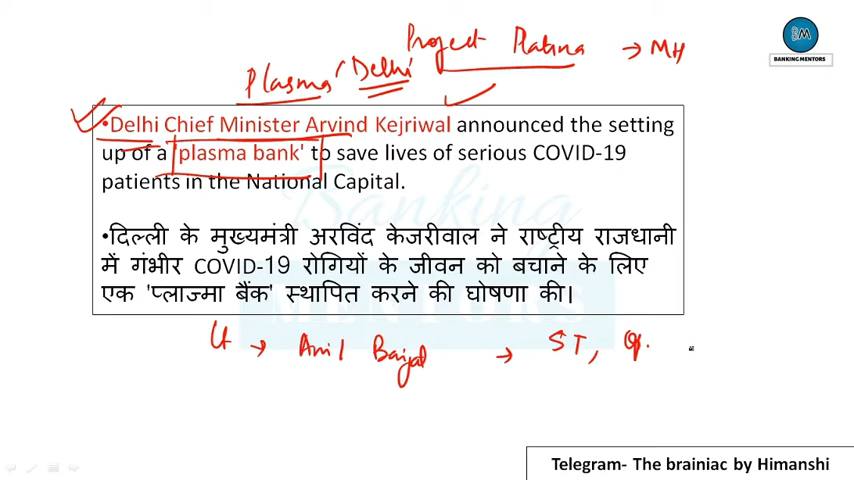 Project Platina → MH
Plasma / Delhi
BM
BANKING MENTORS
•Delhi Chief Minister Arvind Kejriwal announced the setting
up of a 'plasma bank' to save lives of serious COVID-19
patients in the National Capital.
•दिल्ली के मुख्यमंत्री अरविंद केजरीवाल ने राष्ट्रीय राजधानी
में गंभीर COVID-19 रोगियों के जीवन को बचाने के लिए
एक 'प्लाज्मा बैंक' स्थापित करने की घोषणा की।
Banking
MENTORS
→ Anil Baijal → ST,
Telegram- The brainiac by Himanshi